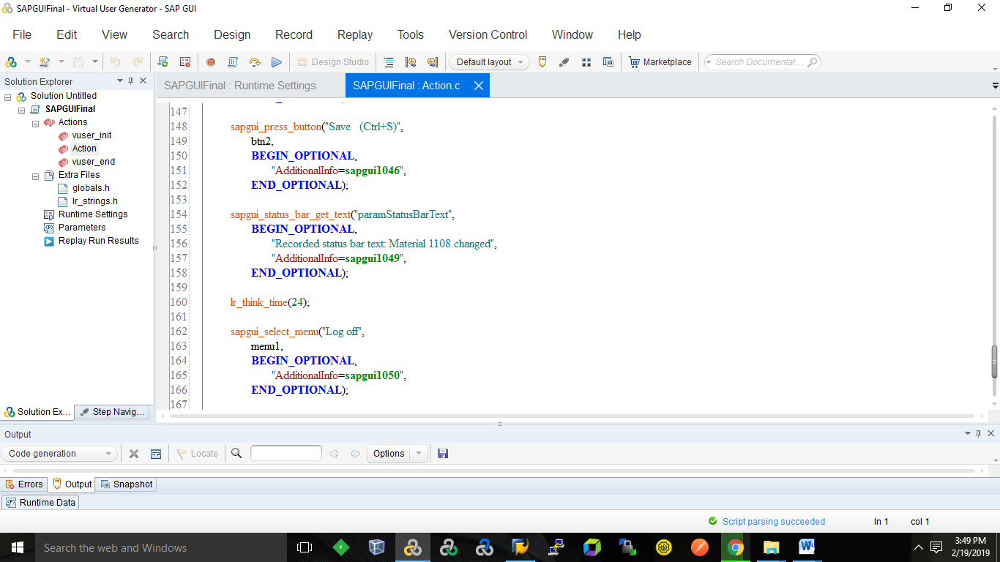 SAPGUIFinal - Virtual User Generator - SAP GUI
File Edit View Search Design Record Replay Tools Version Control Window Help
Design Studio Default layout Marketplace Search Documentat...
Solution Explorer
SAPGUIFinal : Runtime Settings SAPGUIFinal : Action.c
Solution Untitled
SAPGUIFinal
Actions
vuser_init
Action
vuser_end
Extra Files
globals.h
lr_strings.h
Runtime Settings
Parameters
Replay Run Results
147
148 sapgui_press_button("Save   (Ctrl+S)",
149 btn2,
150 BEGIN_OPTIONAL,
151 "AdditionalInfo=sapgui1046",
152 END_OPTIONAL);
153
154 sapgui_status_bar_get_text("paramStatusBarText",
155 BEGIN_OPTIONAL,
156 "Recorded status bar text: Material 1108 changed",
157 "AdditionalInfo=sapgui1049",
158 END_OPTIONAL);
159
160 lr_think_time(24);
161
162 sapgui_select_menu("Log off",
163 menu1,
164 BEGIN_OPTIONAL,
165 "AdditionalInfo=sapgui1050",
166 END_OPTIONAL);
167
Solution Ex... Step Navig...
Output
Code generation Locate Options
Errors Output Snapshot
Runtime Data
Script parsing succeeded ln 1 col 1
Search the web and Windows
3:49 PM
2/19/2019